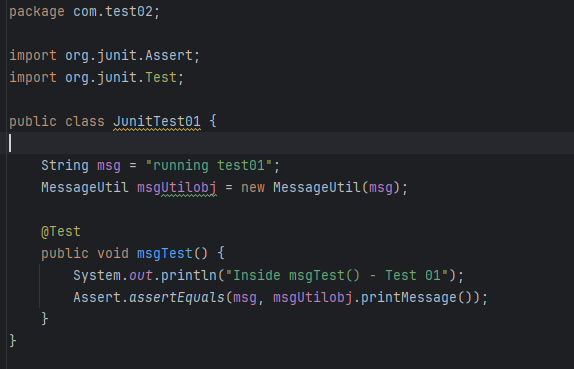 package com.test02;
import org.junit.Assert;
import org.junit.Test;
public class JunitTest01 {
String msg = "running test01";
MessageUtil msgUtilobj = new MessageUtil(msg);
@Test
public void msgTest() {
System.out.println("Inside msgTest() - Test 01");
Assert.assertEquals(msg, msgUtilobj.printMessage());
}
}